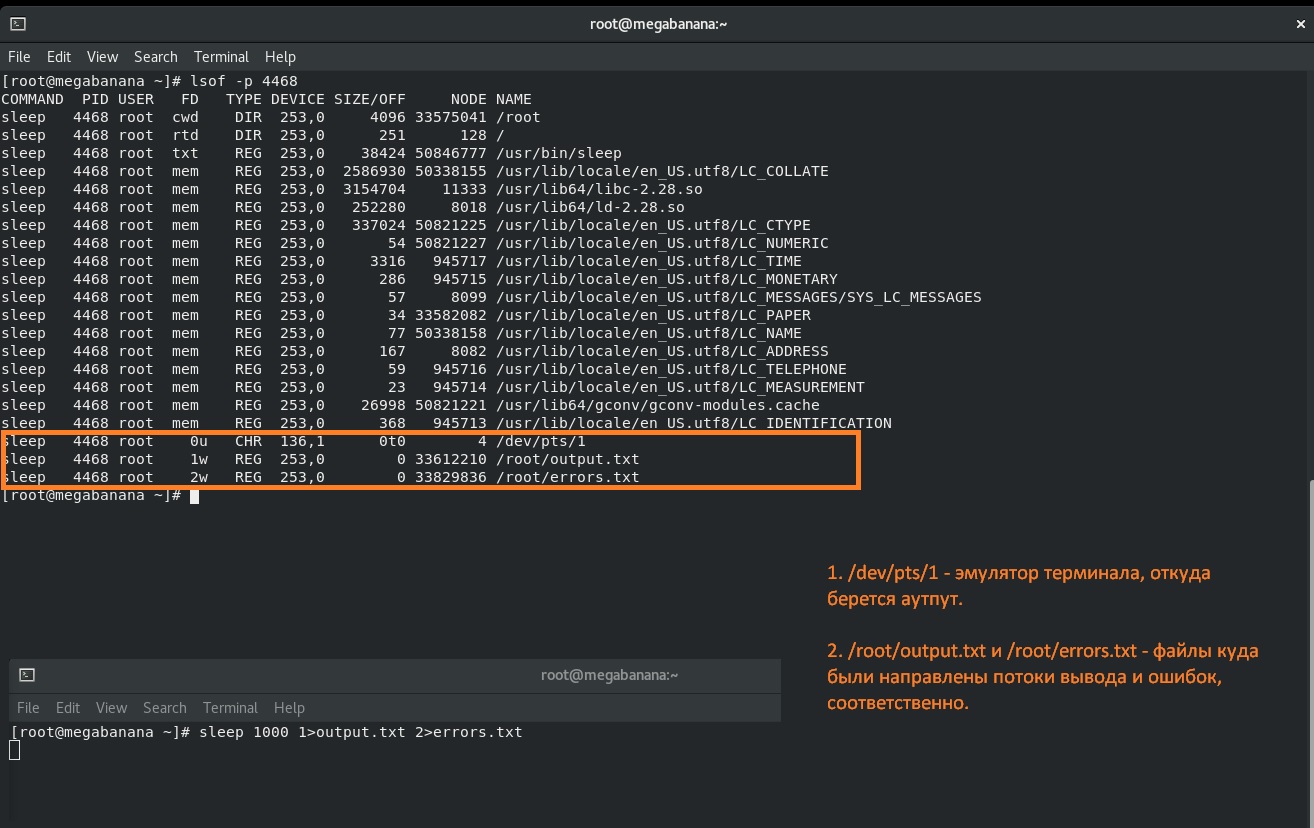 root@megabanana:~
×
File Edit View Search Terminal Help
[root@megabanana ~]# lsof -p 4468
COMMAND  PID USER   FD   TYPE DEVICE SIZE/OFF     NODE NAME
sleep   4468 root  cwd    DIR  253,0     4096 33575041 /root
sleep   4468 root  rtd    DIR  253,0      251      128 /
sleep   4468 root  txt    REG  253,0    38424 50846777 /usr/bin/sleep
sleep   4468 root  mem    REG  253,0  2586930 50338155 /usr/lib/locale/en_US.utf8/LC_COLLATE
sleep   4468 root  mem    REG  253,0  3154704    11333 /usr/lib64/libc-2.28.so
sleep   4468 root  mem    REG  253,0   252280     8018 /usr/lib64/ld-2.28.so
sleep   4468 root  mem    REG  253,0   337024 50821225 /usr/lib/locale/en_US.utf8/LC_CTYPE
sleep   4468 root  mem    REG  253,0       54 50821227 /usr/lib/locale/en_US.utf8/LC_NUMERIC
sleep   4468 root  mem    REG  253,0     3316   945717 /usr/lib/locale/en_US.utf8/LC_TIME
sleep   4468 root  mem    REG  253,0      286   945715 /usr/lib/locale/en_US.utf8/LC_MONETARY
sleep   4468 root  mem    REG  253,0       57     8099 /usr/lib/locale/en_US.utf8/LC_MESSAGES/SYS_LC_MESSAGES
sleep   4468 root  mem    REG  253,0       34 33582082 /usr/lib/locale/en_US.utf8/LC_PAPER
sleep   4468 root  mem    REG  253,0       77 50338158 /usr/lib/locale/en_US.utf8/LC_NAME
sleep   4468 root  mem    REG  253,0      167     8082 /usr/lib/locale/en_US.utf8/LC_ADDRESS
sleep   4468 root  mem    REG  253,0       59   945716 /usr/lib/locale/en_US.utf8/LC_TELEPHONE
sleep   4468 root  mem    REG  253,0       23   945714 /usr/lib/locale/en_US.utf8/LC_MEASUREMENT
sleep   4468 root  mem    REG  253,0    26998 50821221 /usr/lib64/gconv/gconv-modules.cache
sleep   4468 root  mem    REG  253,0      368   945713 /usr/lib/locale/en_US.utf8/LC_IDENTIFICATION
sleep   4468 root    0u   CHR  136,1      0t0        4 /dev/pts/1
sleep   4468 root    1w   REG  253,0        0 33612210 /root/output.txt
sleep   4468 root    2w   REG  253,0        0 33829836 /root/errors.txt
[root@megabanana ~]#
1. /dev/pts/1 - эмулятор терминала, откуда
берется аутпут.
2. /root/output.txt и /root/errors.txt - файлы куда
были направлены потоки вывода и ошибок,
соответственно.
root@megabanana:~
File Edit View Search Terminal Help
[root@megabanana ~]# sleep 1000 1>output.txt 2>errors.txt